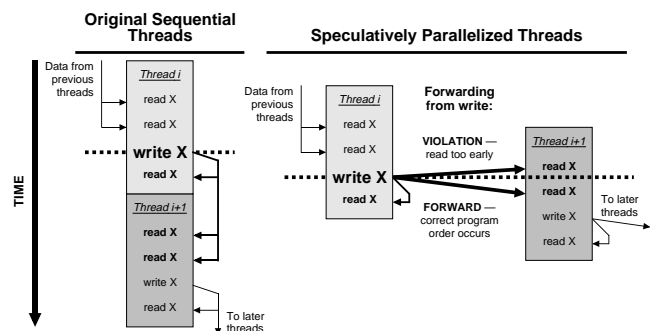 Original Sequential
Threads
Data from
previous
threads
Thread i
read X
read X
write X
read X
Thread i+1
read X
read X
write X
read X
To later
threads
TIME
Speculatively Parallelized Threads
Data from
previous
threads
Thread i
read X
read X
write X
read X
Forwarding
from write:
VIOLATION —
read too early
FORWARD —
correct program
order occurs
Thread i+1
read X
read X
write X
read X
To later
threads